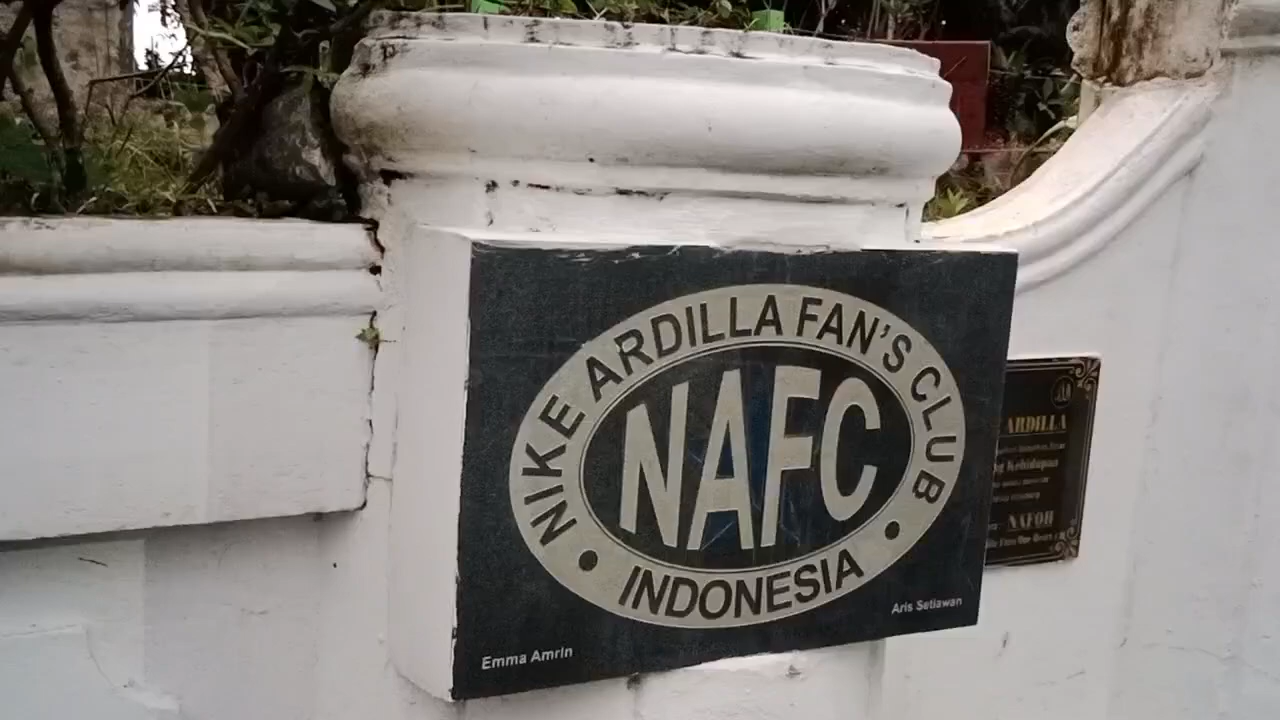 NIKE ARDILLA FAN'S CLUB
NAFC
INDONESIA
Emma Amrin
Aris Setiawan
ARDILLA
Kehidupan
NAFOH